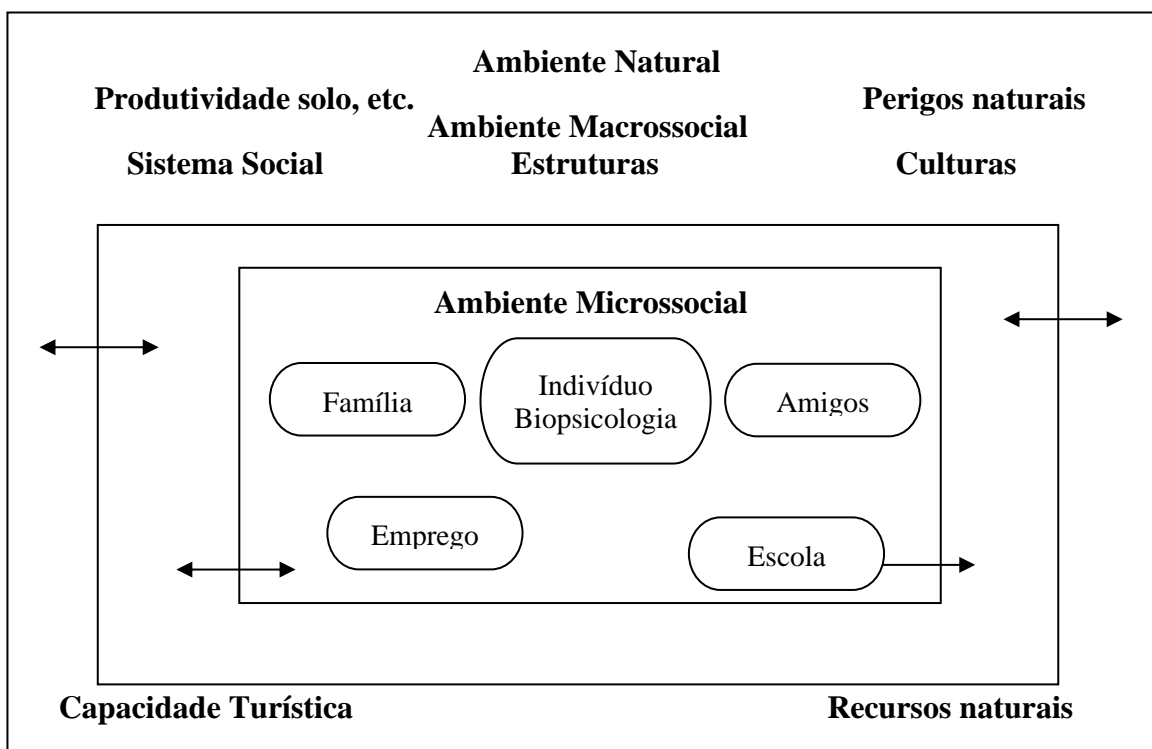 Ambiente Natural
Produtividade solo, etc.
Perigos naturais
Ambiente Macrossocial
Sistema Social
Estruturas
Culturas
Ambiente Microssocial
Família
Indivíduo
Biopsicologia
Amigos
Emprego
Escola
Capacidade Turística
Recursos naturais